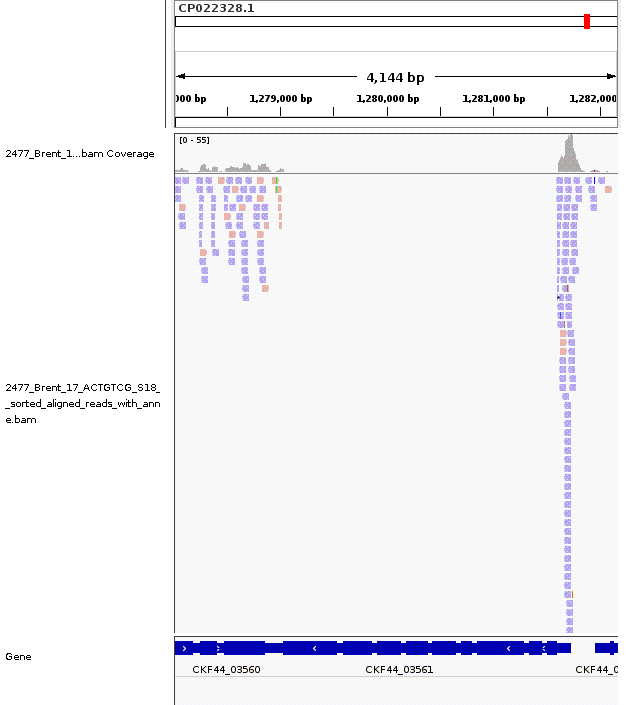 CP022328.1
4,144 bp
000 bp 1,279,000 bp 1,280,000 bp 1,281,000 bp 1,282,000
[0 - 55]
2477_Brent_1...bam Coverage
2477_Brent_17_ACTGTCG_S18_
_sorted_aligned_reads_with_ann
e.bam
Gene
CKF44_03560 CKF44_03561 CKF44_0